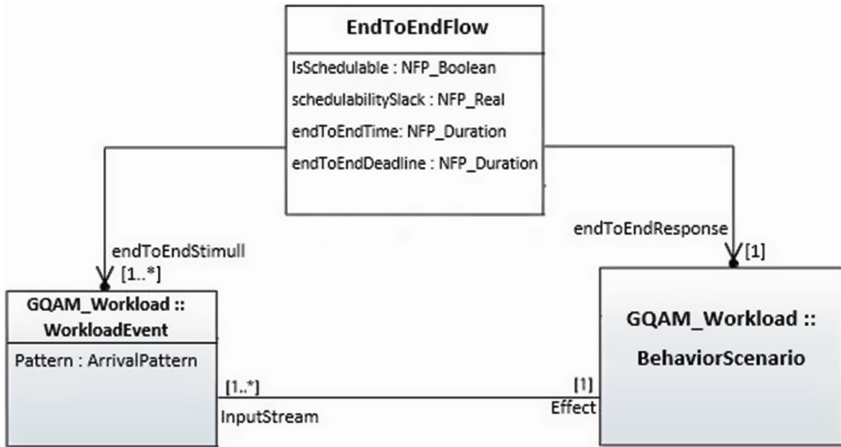 EndToEndFlow
IsSchedulable : NFP_Boolean
schedulabilitySlack : NFP_Real
endToEndTime: NFP_Duration
endToEndDeadline : NFP_Duration
endToEndStimull
[1..*]
endToEndResponse
[1]
GQAM_Workload ::
WorkloadEvent
Pattern : ArrivalPattern
GQAM_Workload ::
BehaviorScenario
[1..*]
InputStream
[1]
Effect